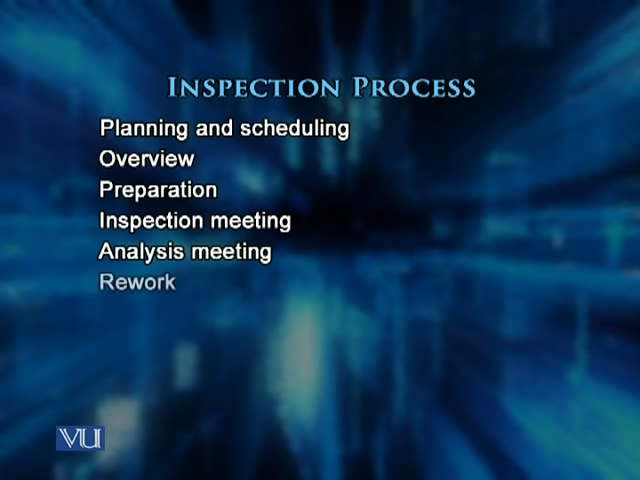 INSPECTION PROCESS
Planning and scheduling
Overview
Preparation
Inspection meeting
Analysis meeting
Rework
VU